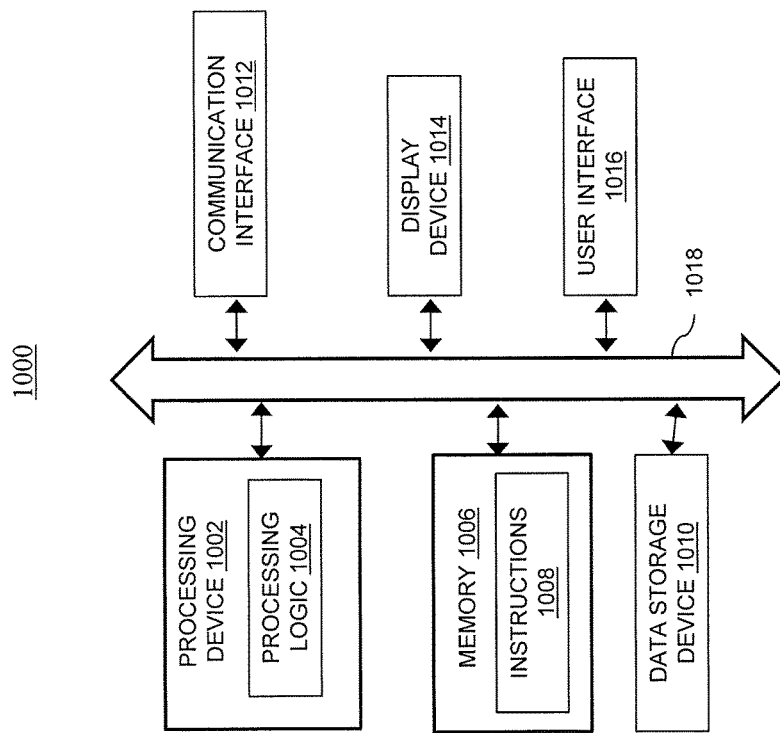 1000
PROCESSING
DEVICE 1002
PROCESSING
LOGIC 1004
MEMORY 1006
INSTRUCTIONS
1008
DATA STORAGE
DEVICE 1010
COMMUNICATION
INTERFACE 1012
DISPLAY
DEVICE 1014
USER INTERFACE
1016
1018